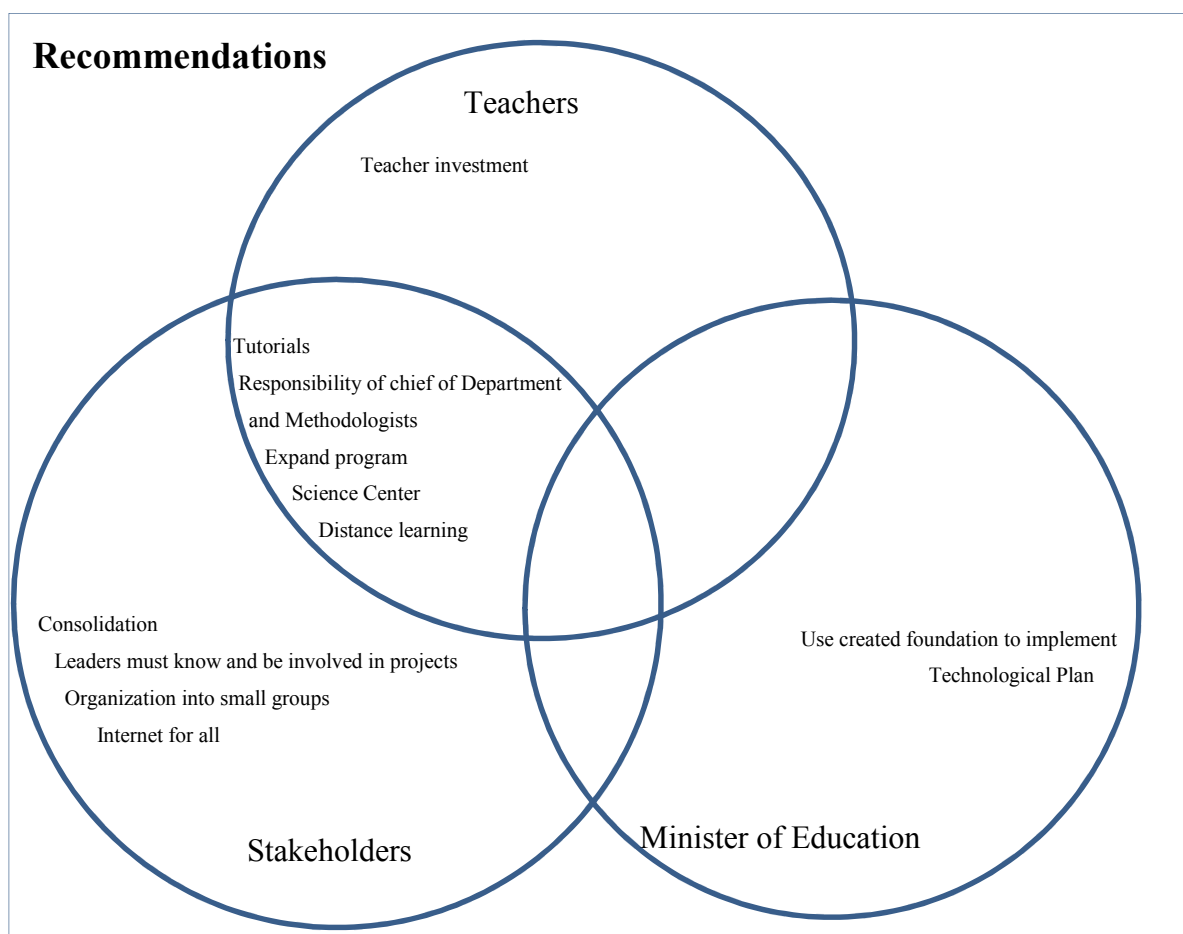 Recommendations
Teachers
Teacher investment
Tutorials
Responsibility of chief of Department
and Methodologists
Expand program
Science Center
Distance learning
Consolidation
Leaders must know and be involved in projects
Organization into small groups
Internet for all
Use created foundation to implement
Technological Plan
Stakeholders
Minister of Education